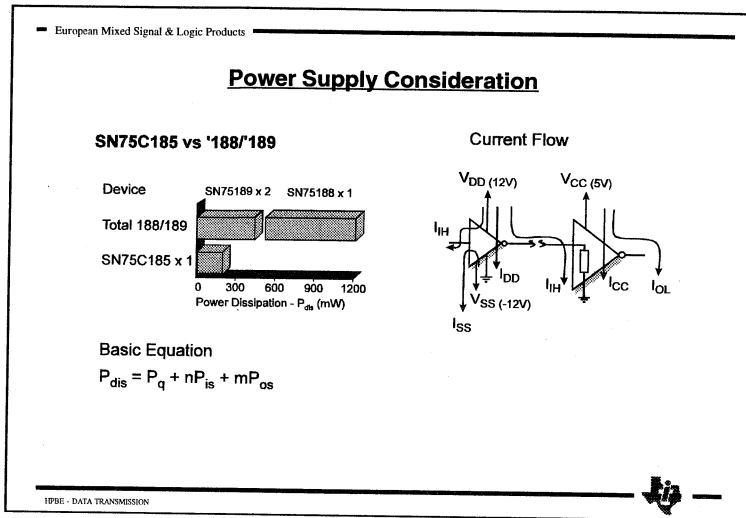 European Mixed Signal & Logic Products
Power Supply Consideration
SN75C185 vs '188/'189
Device
SN75189 x 2 SN75188 x 1
Total 188/189
SN75C185 x 1
0 300 600 900 1200
Power Dissipation - Pdis (mW)
Basic Equation
Pdis = Pq + nPis + mPos
Current Flow
VDD (12V)
VCC (5V)
IIH
IDD
VSS (-12V)
ISS
IIH
ICC
IOL
HPBE - DATA TRANSMISSION